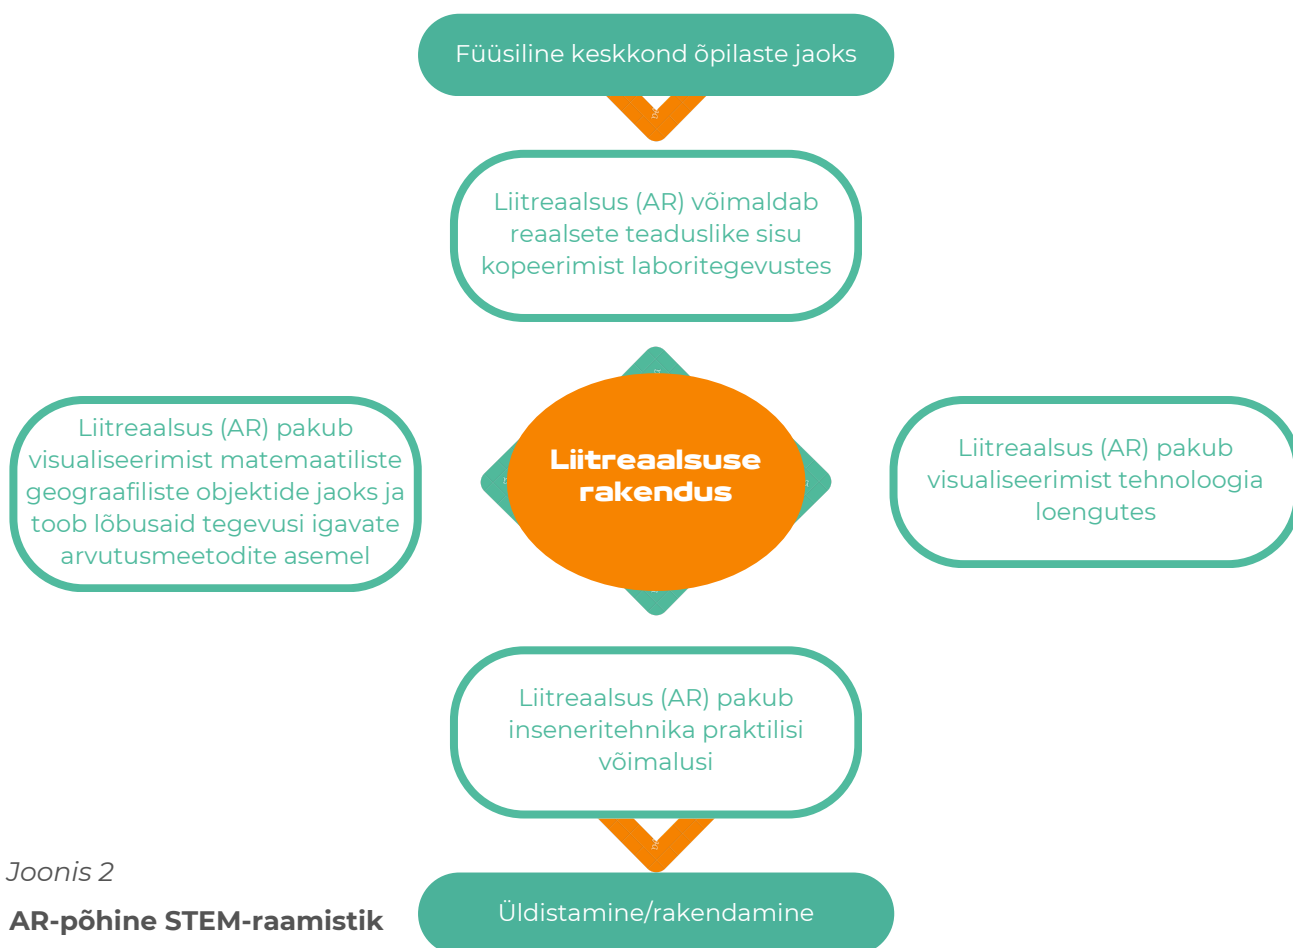 Füüsiline keskkond õpilaste jaoks
Liitreaalsus (AR) võimaldab
reaalsete teaduslike sisu
kopeerimist laboritegevustes
Liitreaalsus (AR) pakub
visualiseerimist matemaatiliste
geograafiliste objektide jaoks ja
toob lõbusaid tegevusi igavate
arvutusmeetodite asemel
Liitreaalsuse
rakendus
Liitreaalsus (AR) pakub
visualiseerimist tehnoloogia
loengutes
Liitreaalsus (AR) pakub
inseneritehnika praktilisi
võimalusi
Joonis 2
AR-põhine STEM-raamistik
Üldistamine/rakendamine